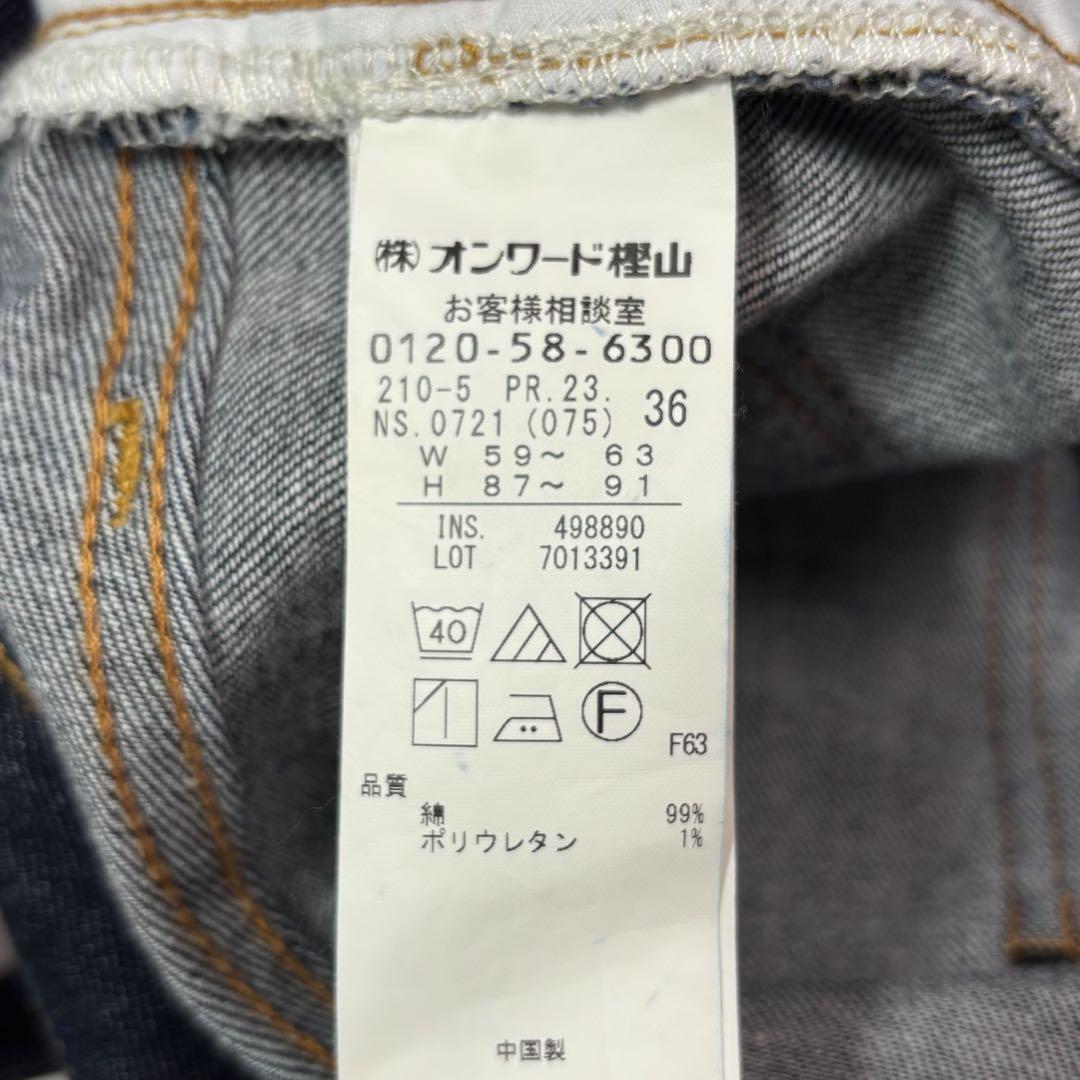 ㈱オンワード樫山
お客様相談室
0120-58-6300
210-5 PR.23.
NS.0721 (075) 36
W 59～ 63
H 87～ 91
INS. 498890
LOT 7013391
40
F
F63
品質
綿 99%
ポリウレタン 1%
中国製